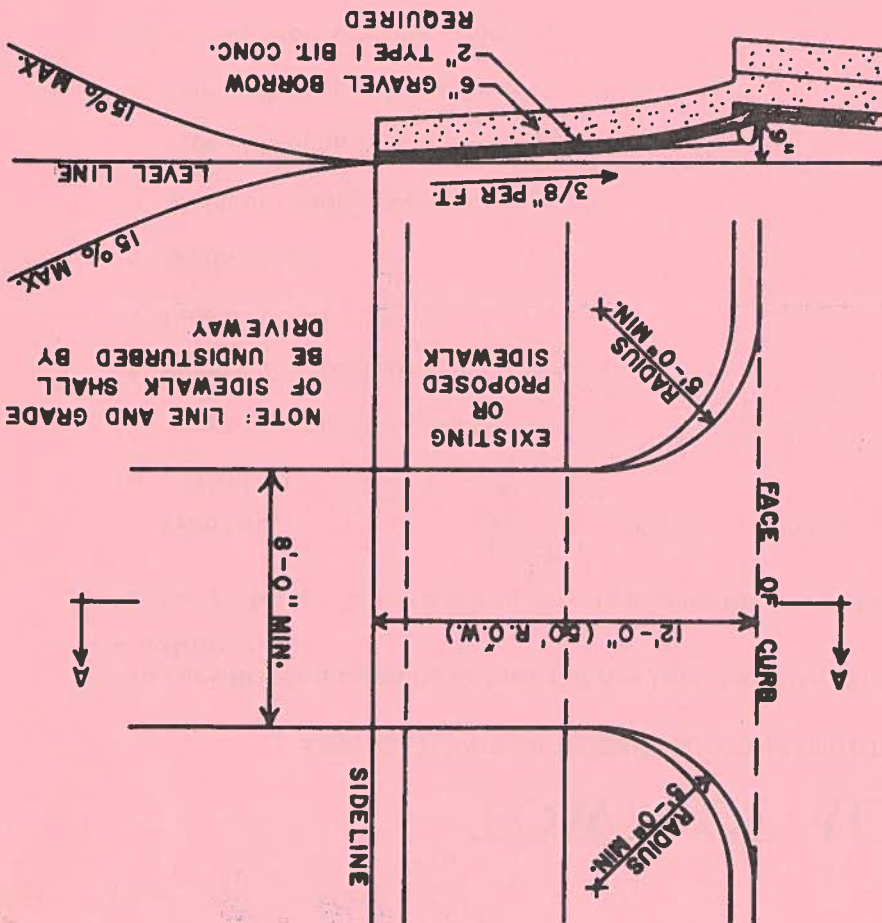 RADIUS
5'-0" MIN.
SIDELINE
A
A
FACE OF CURB
12'-0" (50' R.O.W.)
8'-0" MIN.
EXISTING
OR
PROPOSED
SIDEWALK
RADIUS
5'-0" MIN.
NOTE: LINE AND GRADE
OF SIDEWALK SHALL
BE UNDISTURBED BY
DRIVEWAY
15% MAX.
3/8" PER FT.
LEVEL LINE
6"
15% MAX.
6" GRAVEL BORROW
2" TYPE I BIT. CONC.
REQUIRED